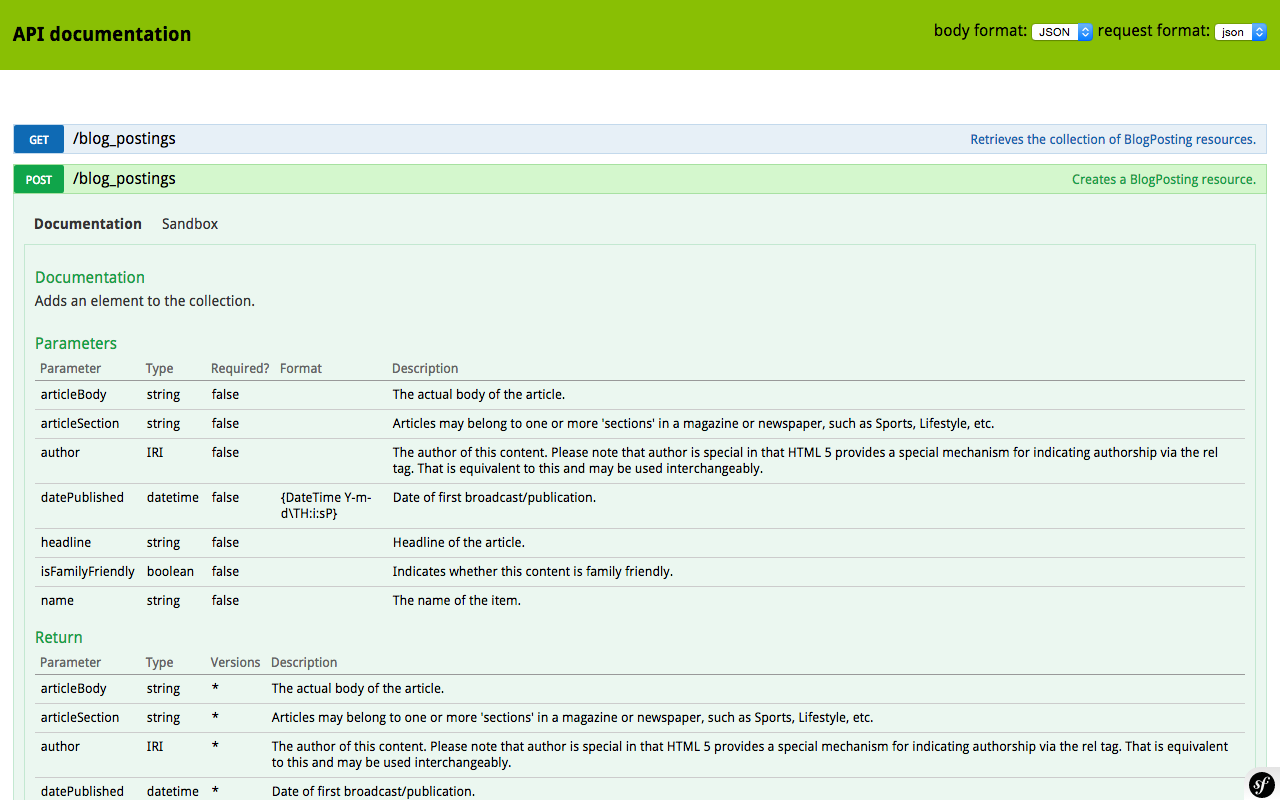 API documentation
body format: JSON request format: json
GET /blog_postings Retrieves the collection of BlogPosting resources.
POST /blog_postings Creates a BlogPosting resource.
Documentation Sandbox
Documentation
Adds an element to the collection.
Parameters
Parameter Type Required? Format Description
articleBody string false The actual body of the article.
articleSection string false Articles may belong to one or more 'sections' in a magazine or newspaper, such as Sports, Lifestyle, etc.
author IRI false The author of this content. Please note that author is special in that HTML 5 provides a special mechanism for indicating authorship via the rel
tag. That is equivalent to this and may be used interchangeably.
datePublished datetime false {DateTime Y-m- Date of first broadcast/publication.
d\TH:i:sP}
headline string false Headline of the article.
isFamilyFriendly boolean false Indicates whether this content is family friendly.
name string false The name of the item.
Return
Parameter Type Versions Description
articleBody string * The actual body of the article.
articleSection string * Articles may belong to one or more 'sections' in a magazine or newspaper, such as Sports, Lifestyle, etc.
author IRI * The author of this content. Please note that author is special in that HTML 5 provides a special mechanism for indicating authorship via the rel tag. That is equivalent
to this and may be used interchangeably.
datePublished datetime * Date of first broadcast/publication.
sf